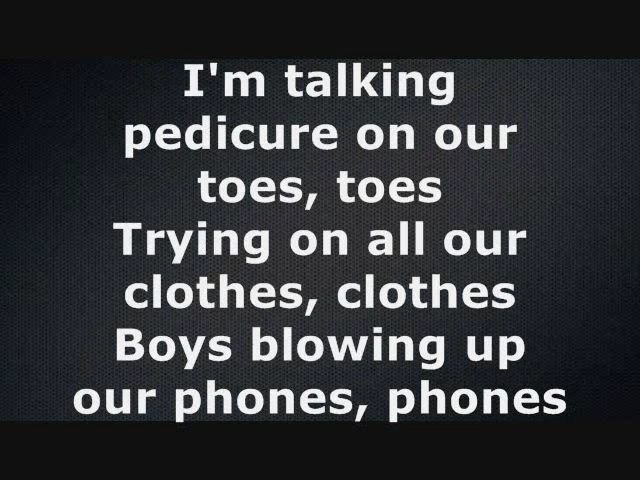 I'm talking
pedicure on our
toes, toes
Trying on all our
clothes, clothes
Boys blowing up
our phones, phones